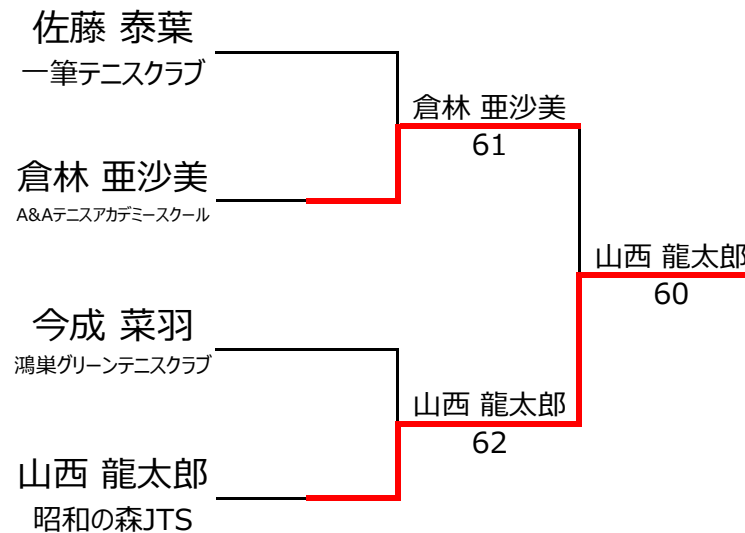 佐藤 泰葉
一筆テニスクラブ
倉林 亜沙美
61
倉林 亜沙美
A&Aテニスアカデミースクール
山西 龍太郎
60
今成 菜羽
鴻巣グリーンテニスクラブ
山西 龍太郎
62
山西 龍太郎
昭和の森JTS